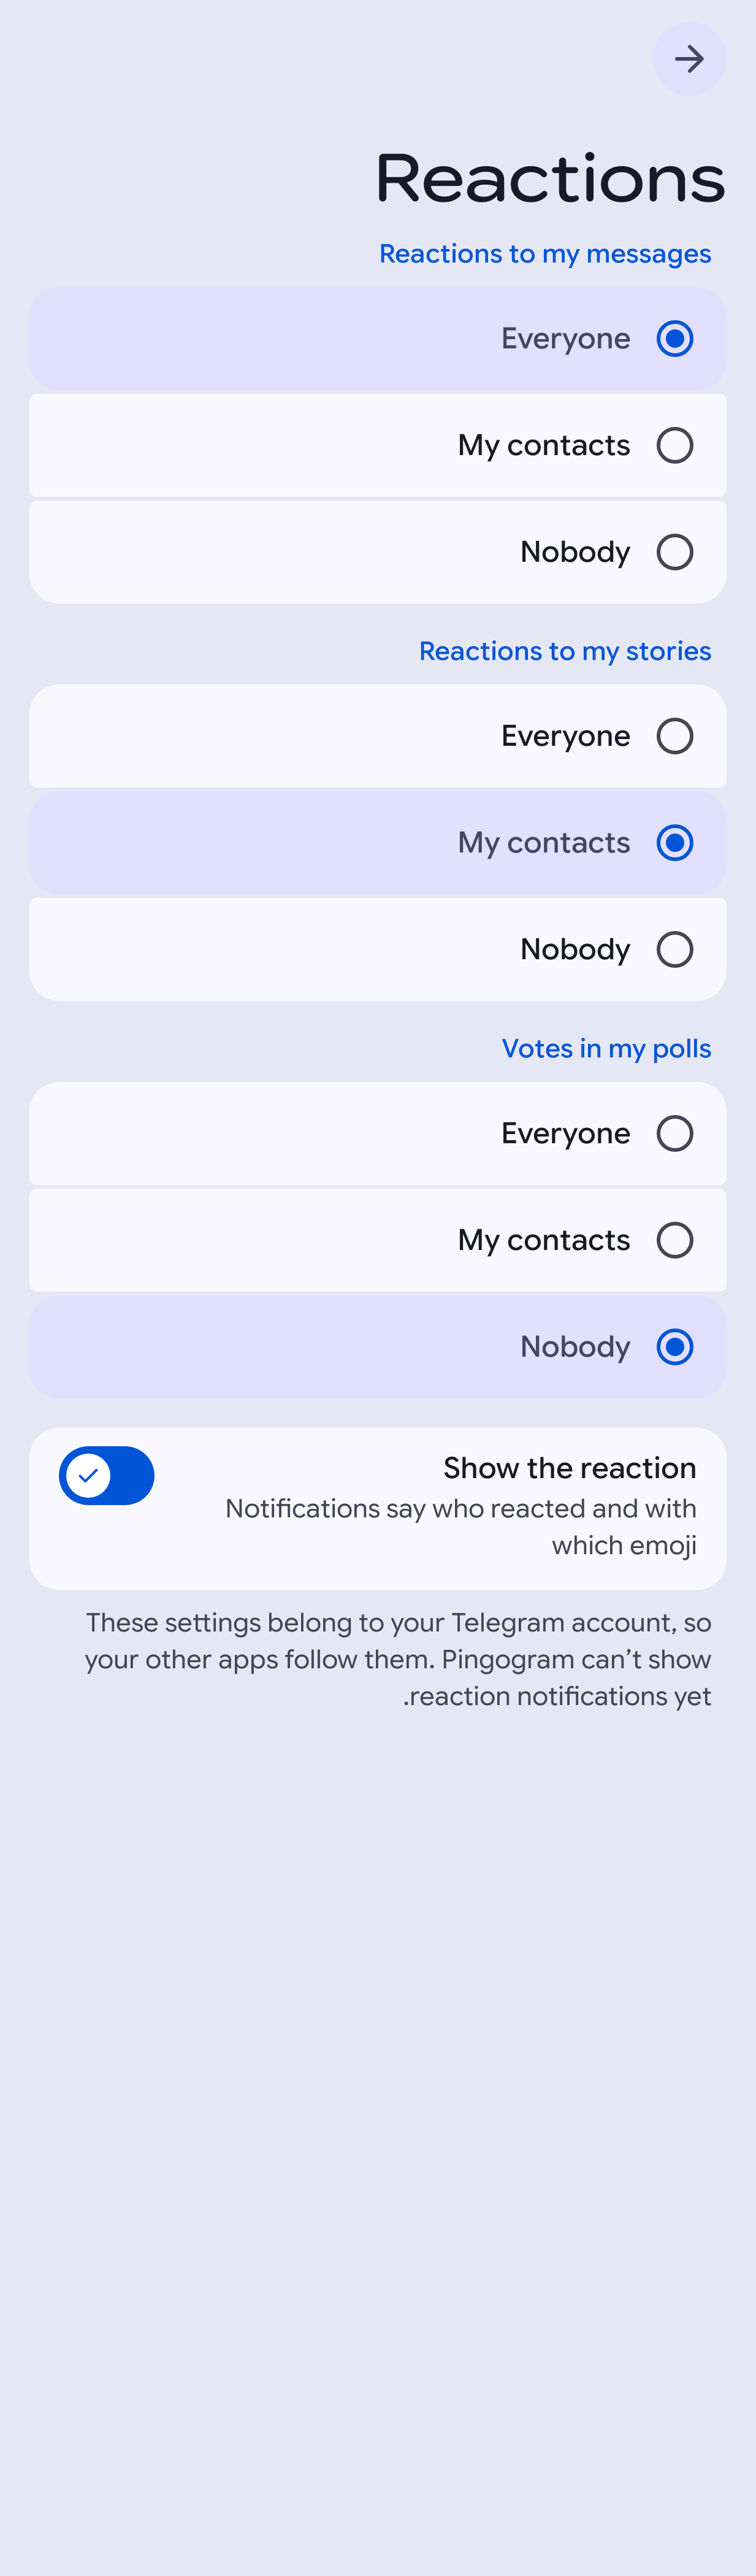 Reactions
Reactions to my messages
Everyone
My contacts
Nobody
Reactions to my stories
Everyone
My contacts
Nobody
Votes in my polls
Everyone
My contacts
Nobody
Show the reaction
Notifications say who reacted and with
which emoji
These settings belong to your Telegram account, so
your other apps follow them. Pingogram can’t show
.reaction notifications yet